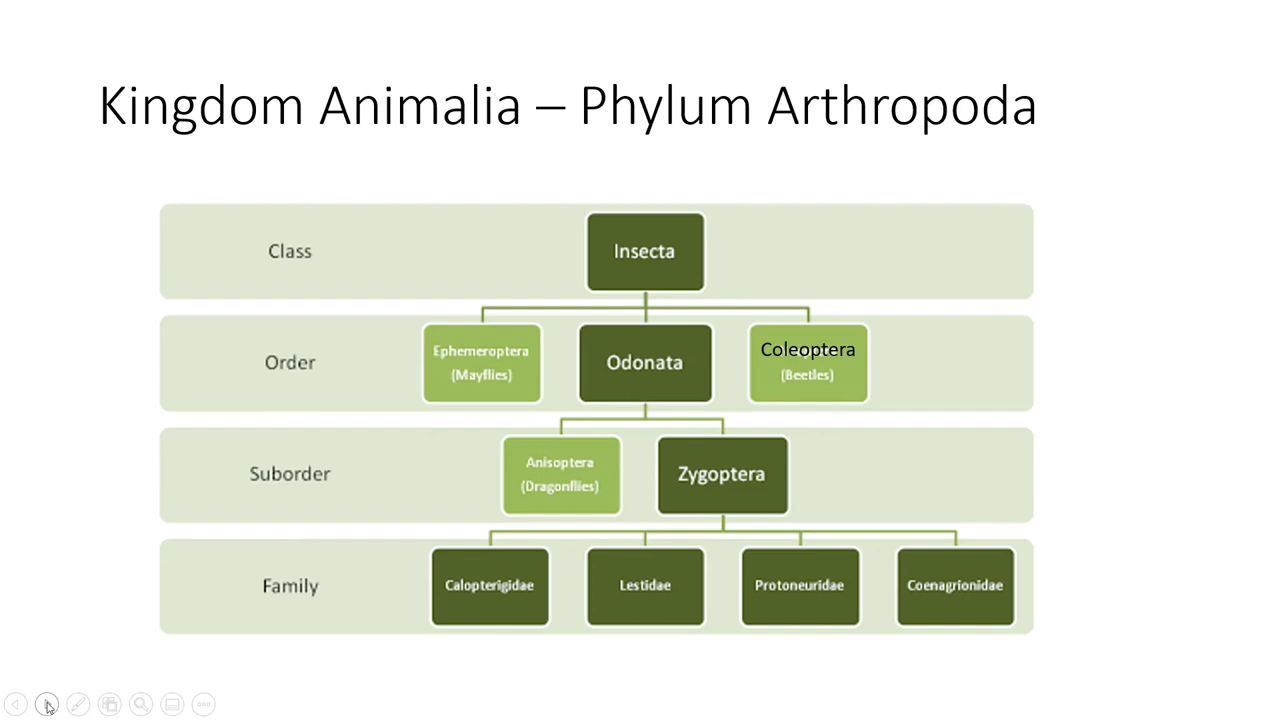 Kingdom Animalia – Phylum Arthropoda
Class
Insecta
Order
Ephemeroptera
(Mayflies)
Odonata
Coleoptera
(Beetles)
Suborder
Anisoptera
(Dragonflies)
Zygoptera
Family
Calopterigidae
Lestidae
Protoneuridae
Coenagrionidae